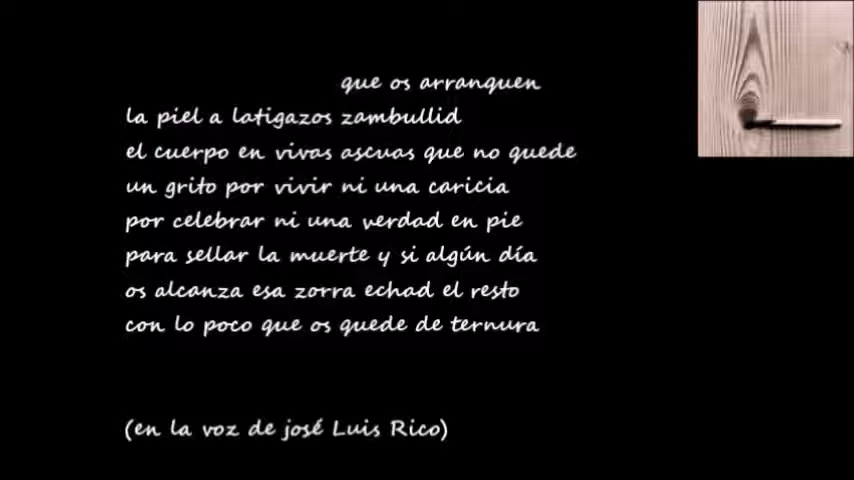 que os arranquen
la piel a latigazos zambullid
el cuerpo en vivas ascuas que no quede
un grito por vivir ni una caricia
por celebrar ni una verdad en pie
para sellar la muerte y si algún día
os alcanza esa zorra echad el resto
con lo poco que os quede de ternura
(en la voz de josé Luis Rico)